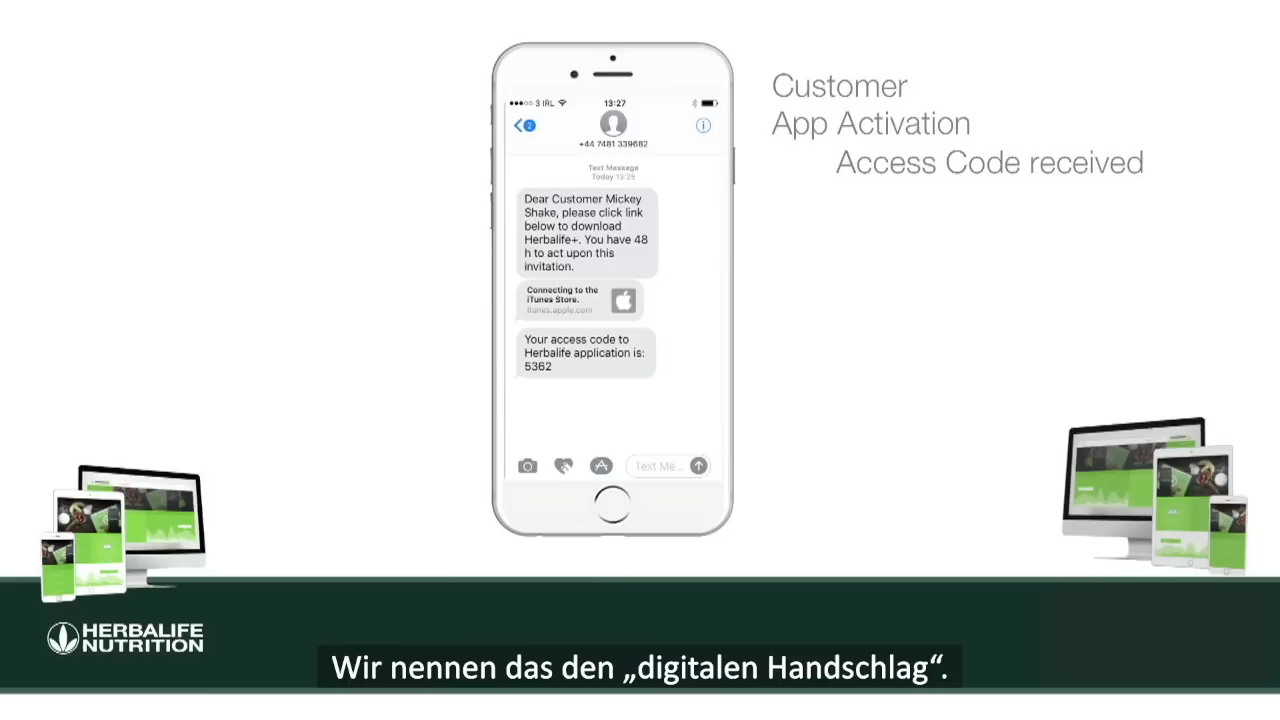 Customer
App Activation
Access Code received
3 IRL
13:27
2
+44 7481 339682
Text Message
Today 13:29
Dear Customer Mickey
Shake, please click link
below to download
Herbalife+. You have 48
h to act upon this
invitation.
Connecting to the
iTunes Store.
itunes.apple.com
Your access code to
Herbalife application is:
5362
Text Me...
HERBALIFE
NUTRITION
Wir nennen das den „digitalen Handschlag“.